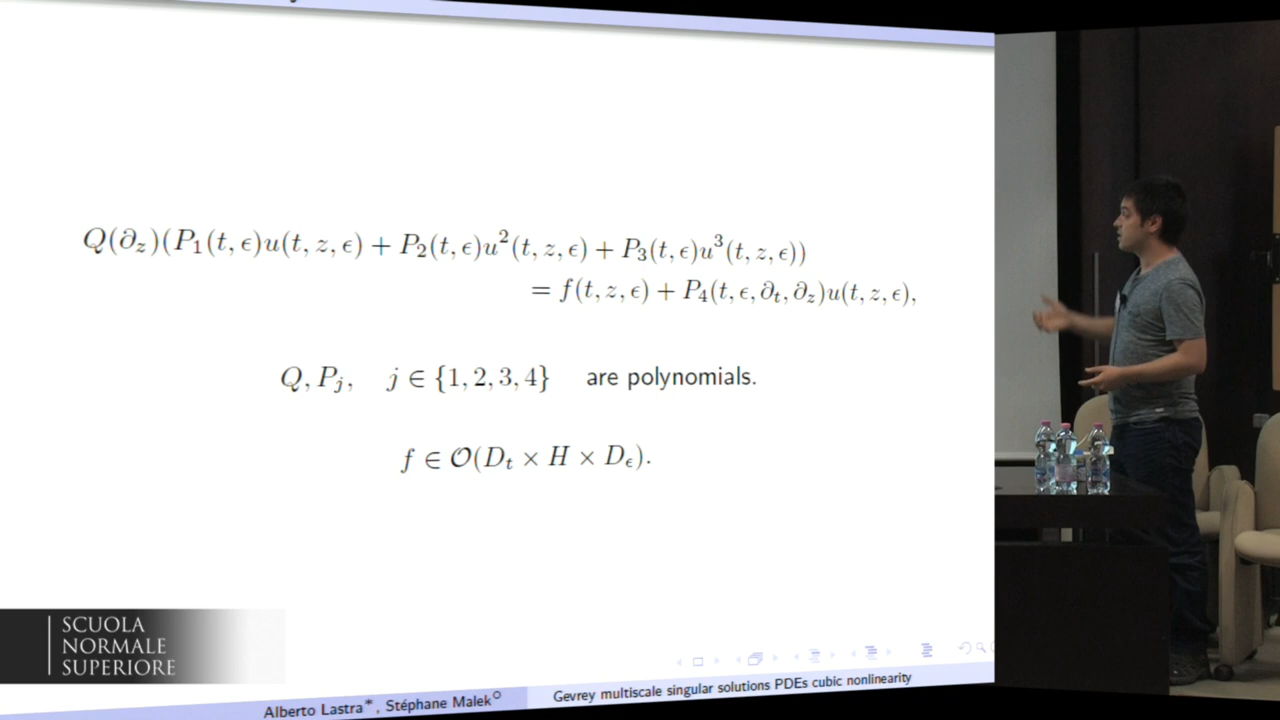 Q(∂_z)(P_1(t, ϵ)u(t, z, ϵ) + P_2(t, ϵ)u^2(t, z, ϵ) + P_3(t, ϵ)u^3(t, z, ϵ))
= f(t, z, ϵ) + P_4(t, ϵ, ∂_t, ∂_z)u(t, z, ϵ),
Q, P_j, j ∈ {1, 2, 3, 4} are polynomials.
f ∈ 𝒪(D_t × H × D_ϵ).
SCUOLA
NORMALE
SUPERIORE
Alberto Lastra*, Stéphane Malek° Gevrey multiscale singular solutions PDEs cubic nonlinearity